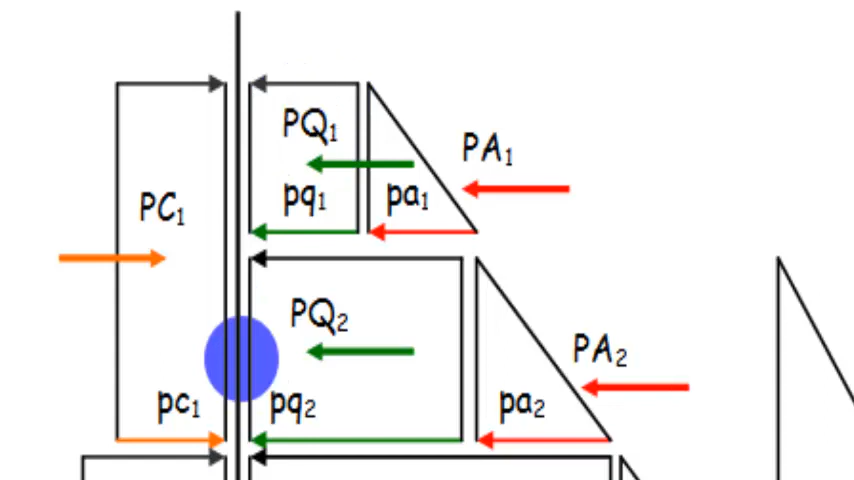 PQ₁
PA₁
pq₁
pa₁
PC₁
PQ₂
PA₂
pc₁
pq₂
pa₂